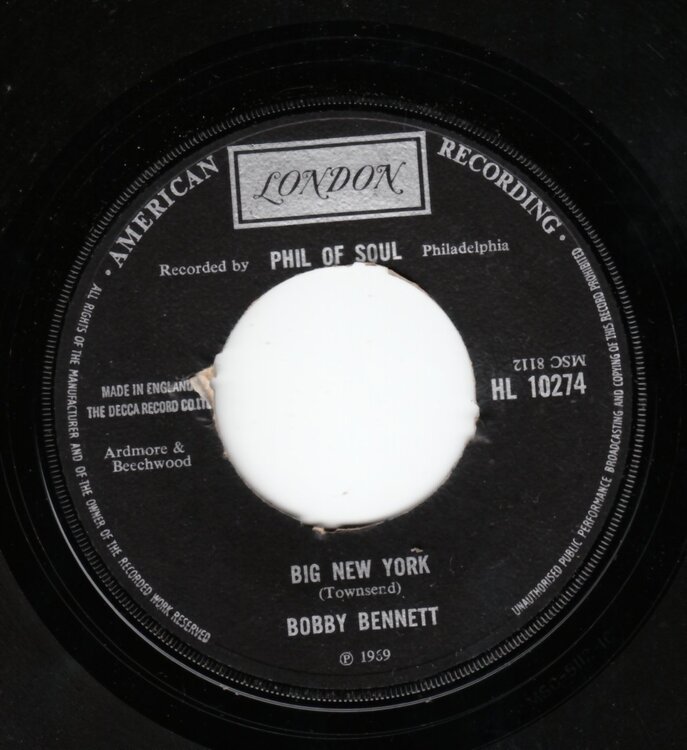 · AMERICAN RECORDING ·
LONDON
Recorded by PHIL OF SOUL Philadelphia
MADE IN ENGLAND
THE DECCA RECORD CO.LT
MSC 8112
HL 10274
Ardmore &
Beechwood
BIG NEW YORK
(Townsend)
BOBBY BENNETT
℗ 1969
ALL RIGHTS OF THE MANUFACTURER AND OF THE OWNER OF THE RECORDED WORK RESERVED
UNAUTHORISED PUBLIC PERFORMANCE BROADCASTING AND COPYING OF THIS RECORD PROHIBITED